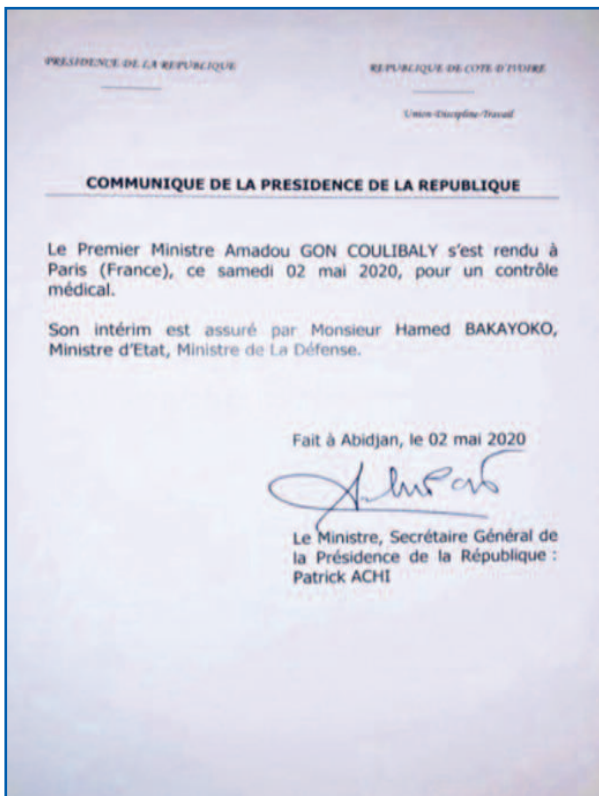 PRESIDENCE DE LA REPUBLIQUE
REPUBLIQUE DE COTE D'IVOIRE
Union-Discipline-Travail
COMMUNIQUE DE LA PRESIDENCE DE LA REPUBLIQUE
Le Premier Ministre Amadou GON COULIBALY s'est rendu à
Paris (France), ce samedi 02 mai 2020, pour un contrôle
médical.
Son intérim est assuré par Monsieur Hamed BAKAYOKO,
Ministre d'Etat, Ministre de La Défense.
Fait à Abidjan, le 02 mai 2020
Le Ministre, Secrétaire Général de
la Présidence de la République :
Patrick ACHI